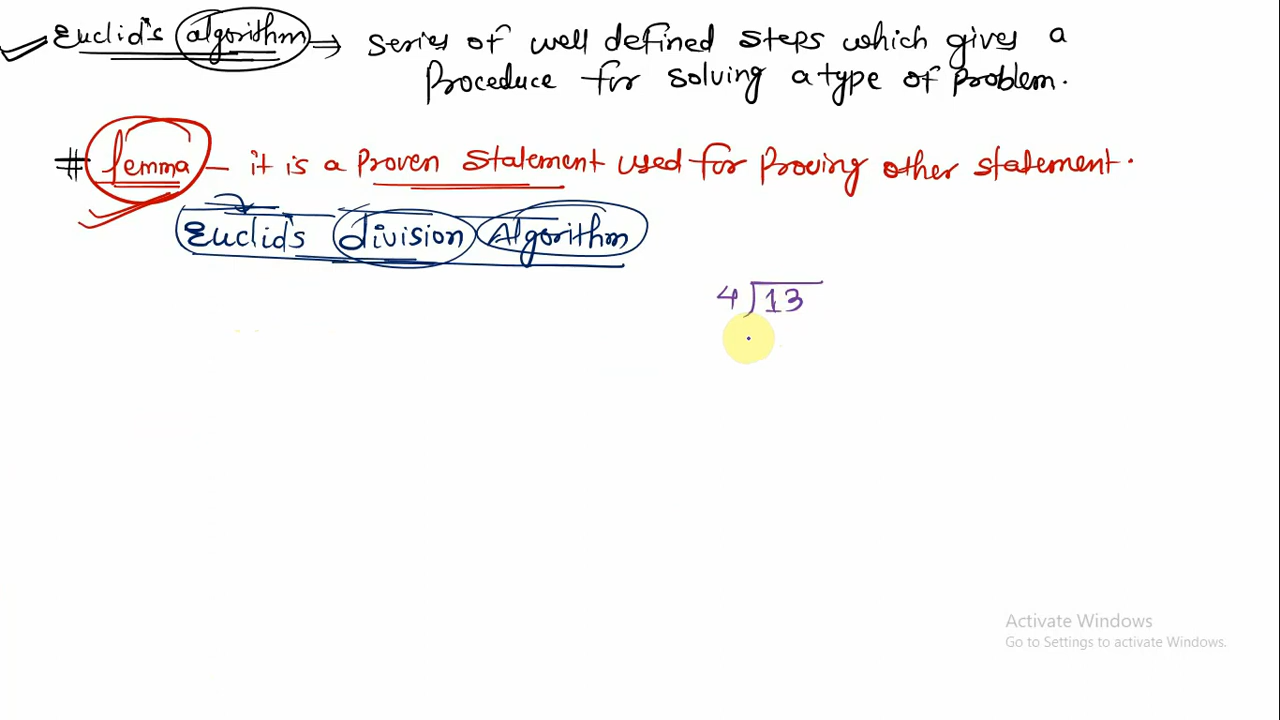 Euclid's algorithm ⇒ series of well defined steps which gives a
Proceduce for solving a type of Problem.
# lemma – it is a Proven statement used for Proving other statement.
Euclid's division Algorithm
4)13
Activate Windows
Go to Settings to activate Windows.